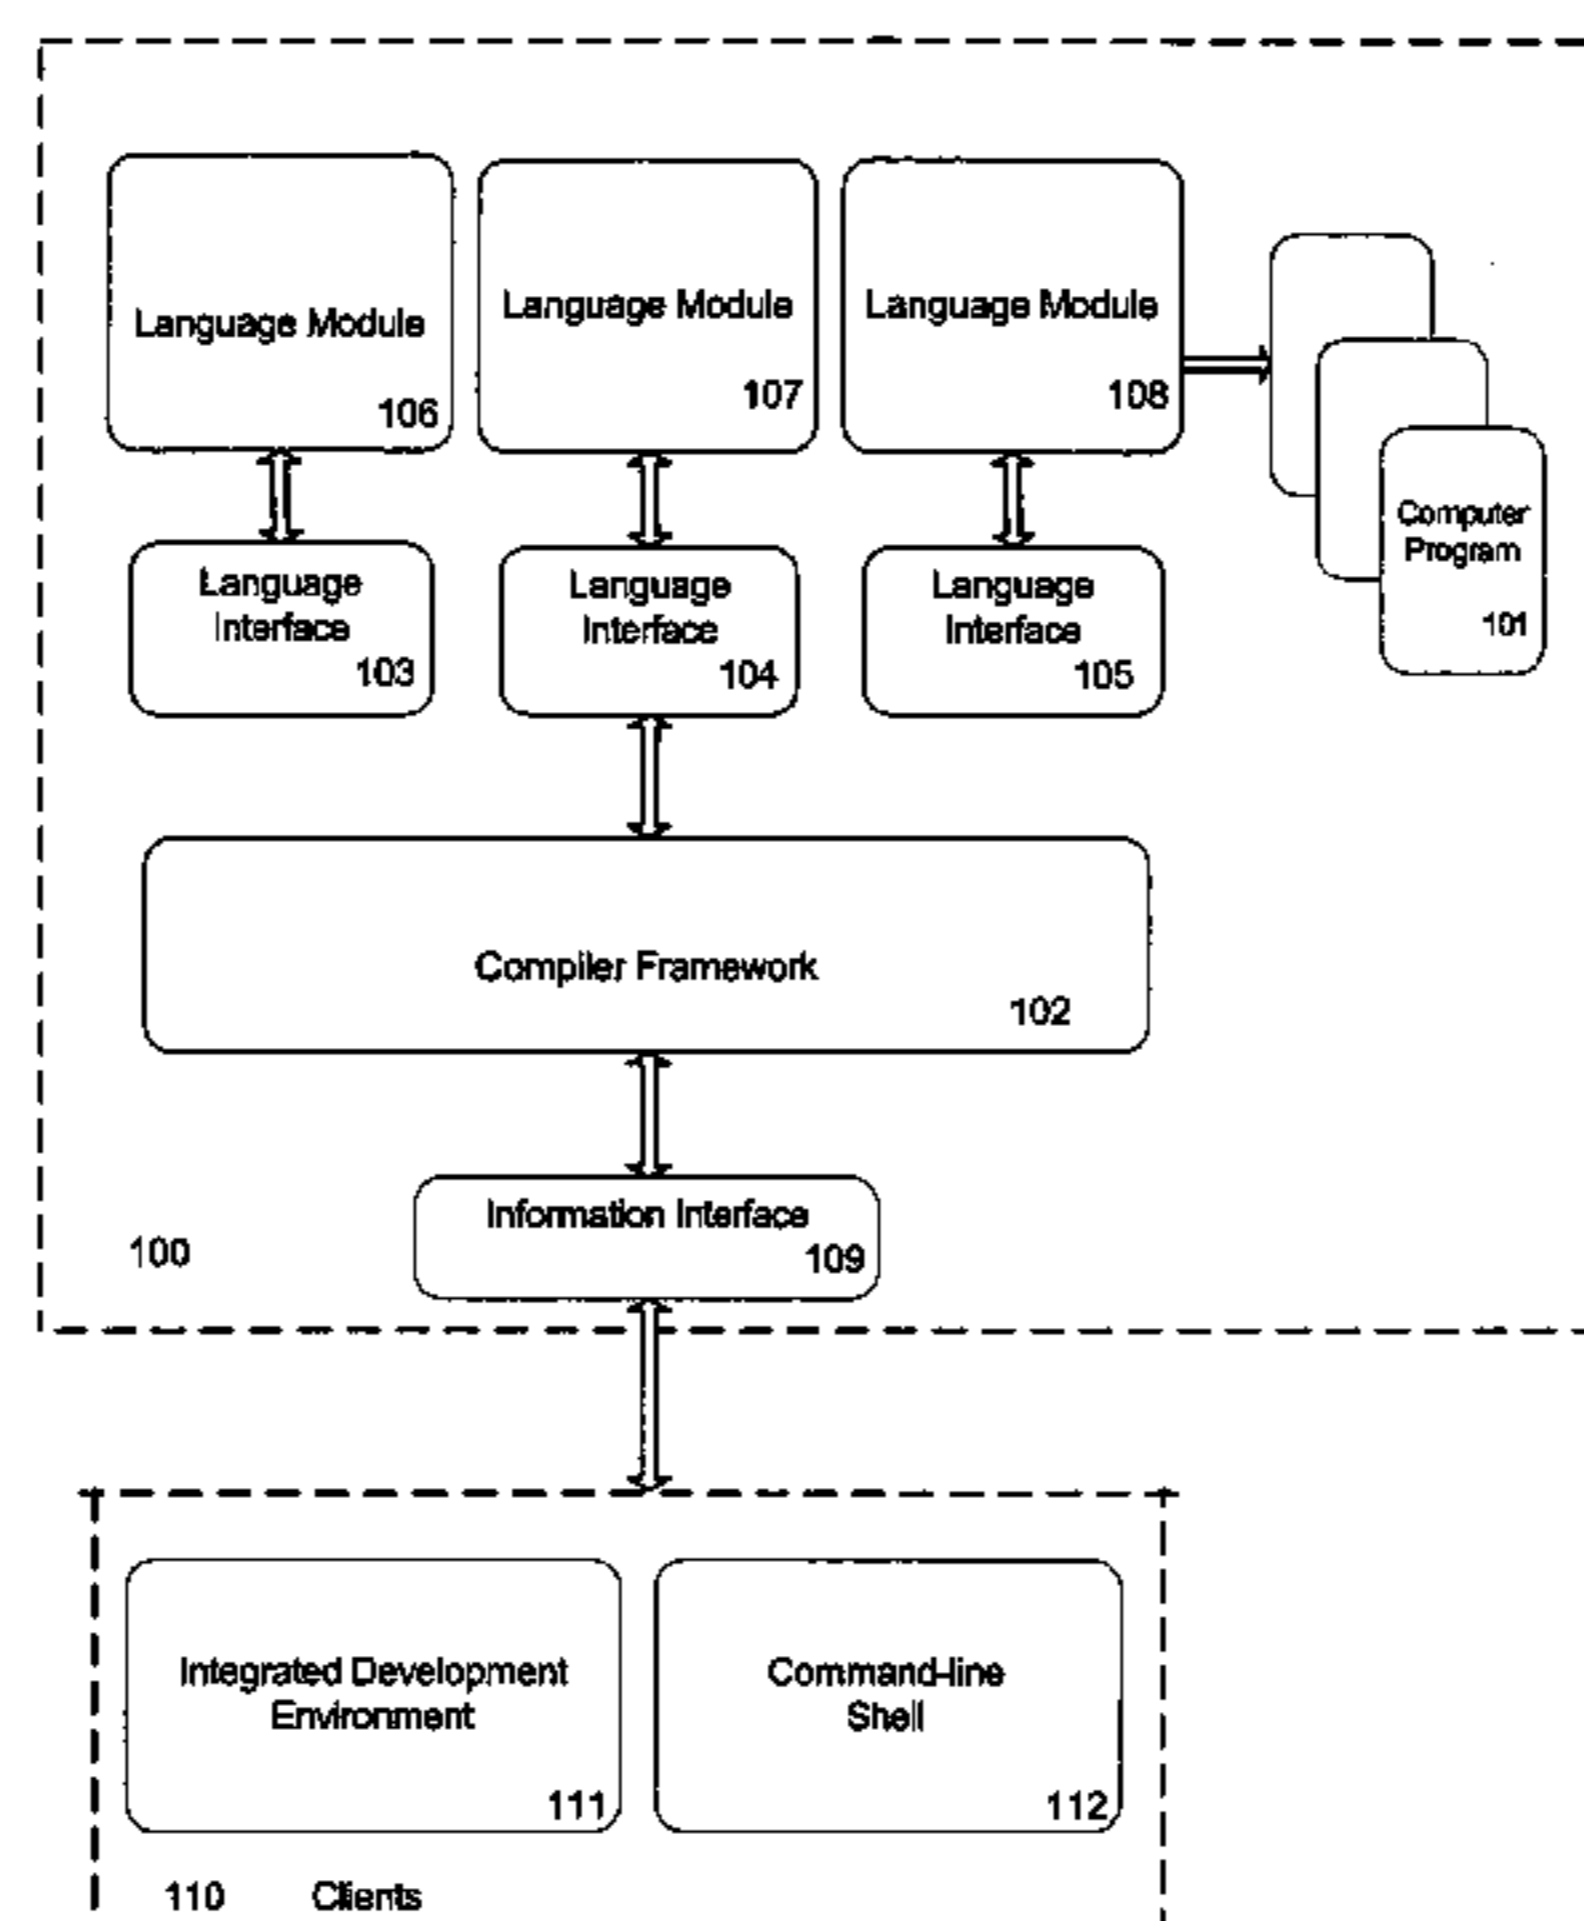 Language Module
106
Language Module
107
Language Module
108
Computer
Program
101
Language
Interface
103
Language
Interface
104
Language
Interface
105
Compiler Framework
102
Information Interface
109
100
Integrated Development
Environment
111
Command-line
Shell
112
110 Clients